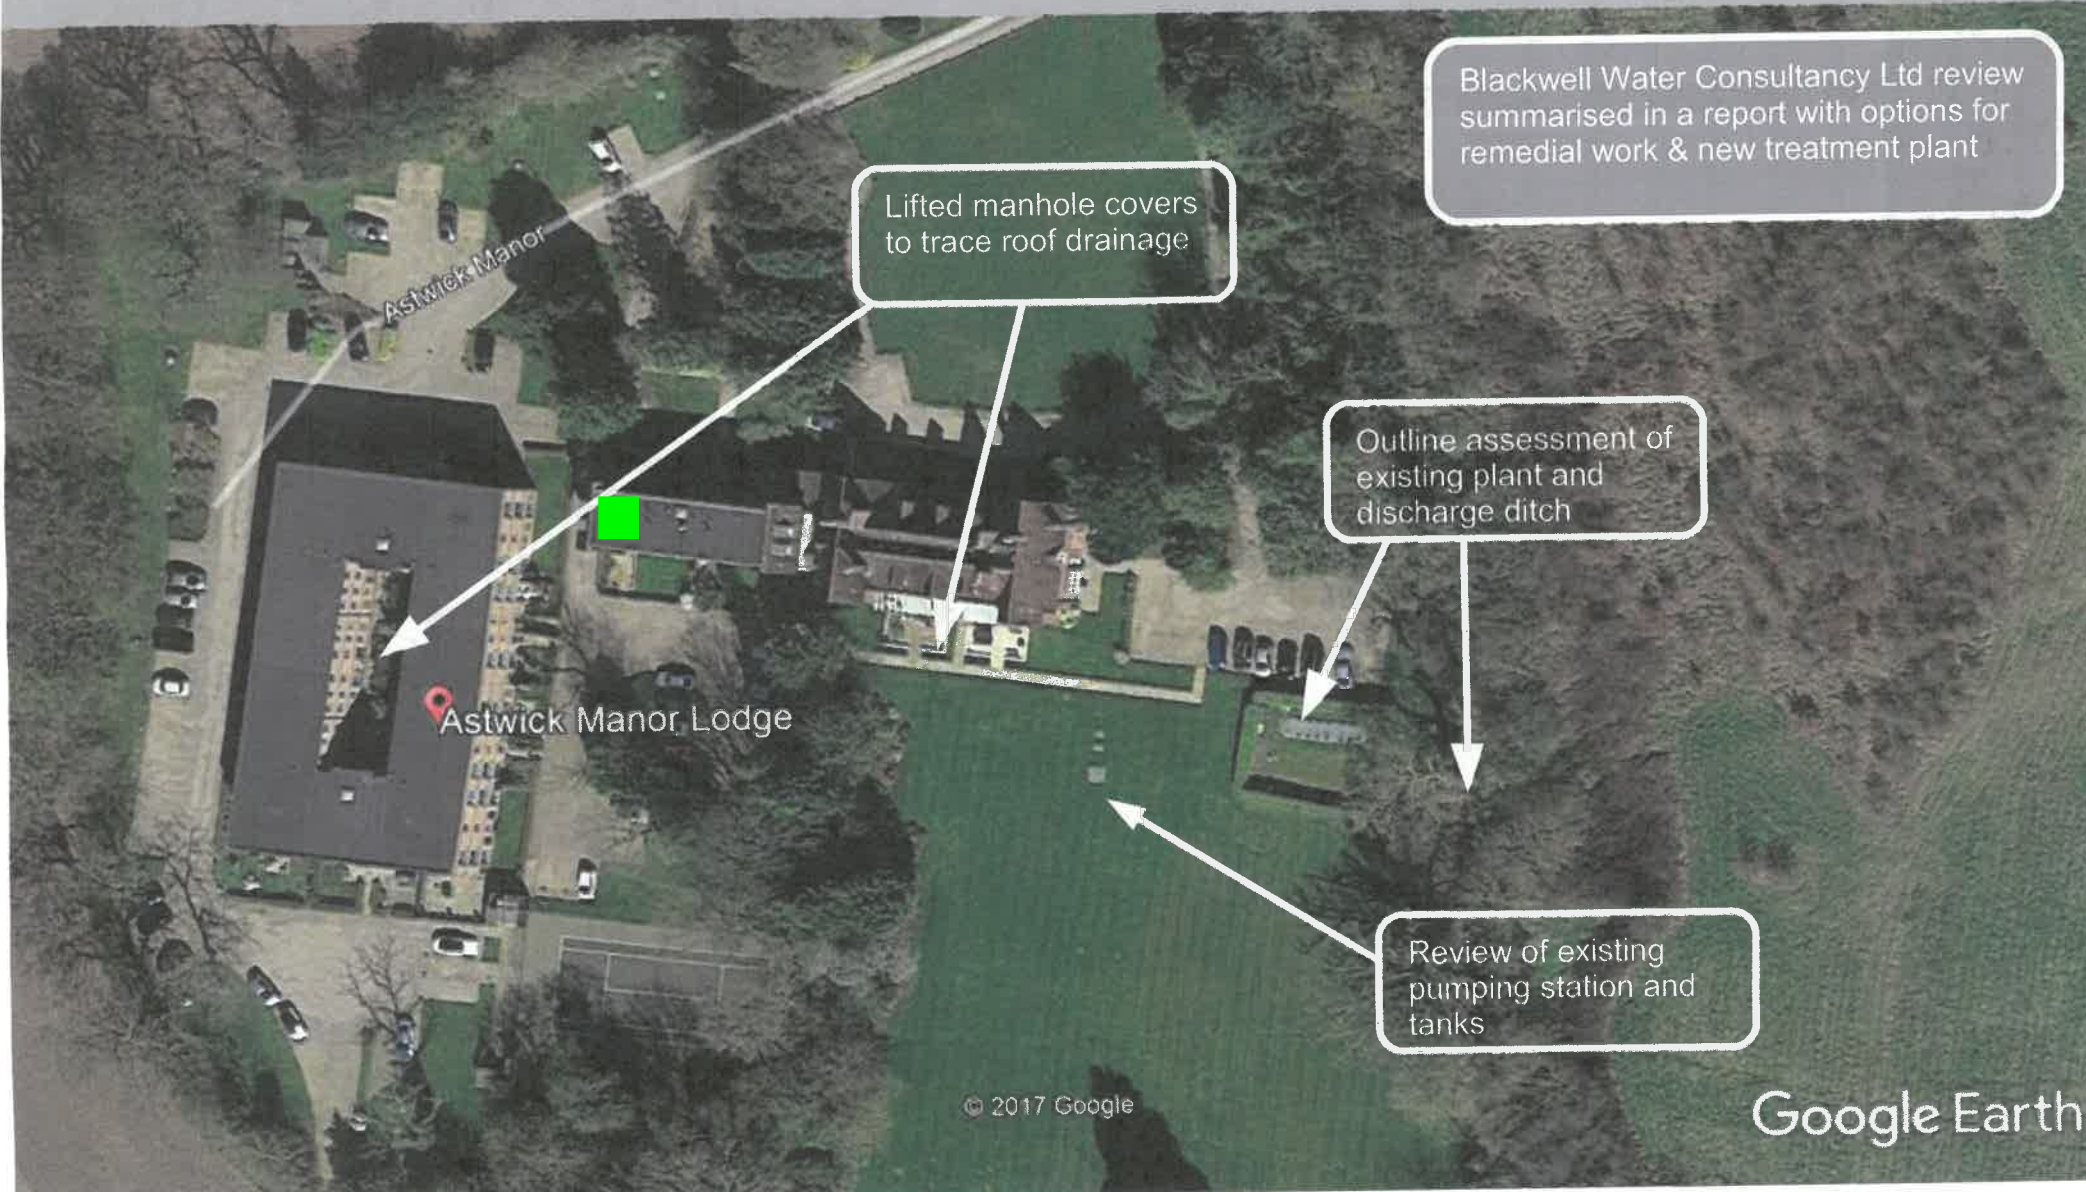 Blackwell Water Consultancy Ltd review
summarised in a report with options for
remedial work & new treatment plant
Lifted manhole covers
to trace roof drainage
Astwick Manor
Outline assessment of
existing plant and
discharge ditch
Astwick Manor Lodge
Review of existing
pumping station and
tanks
© 2017 Google
Google Earth